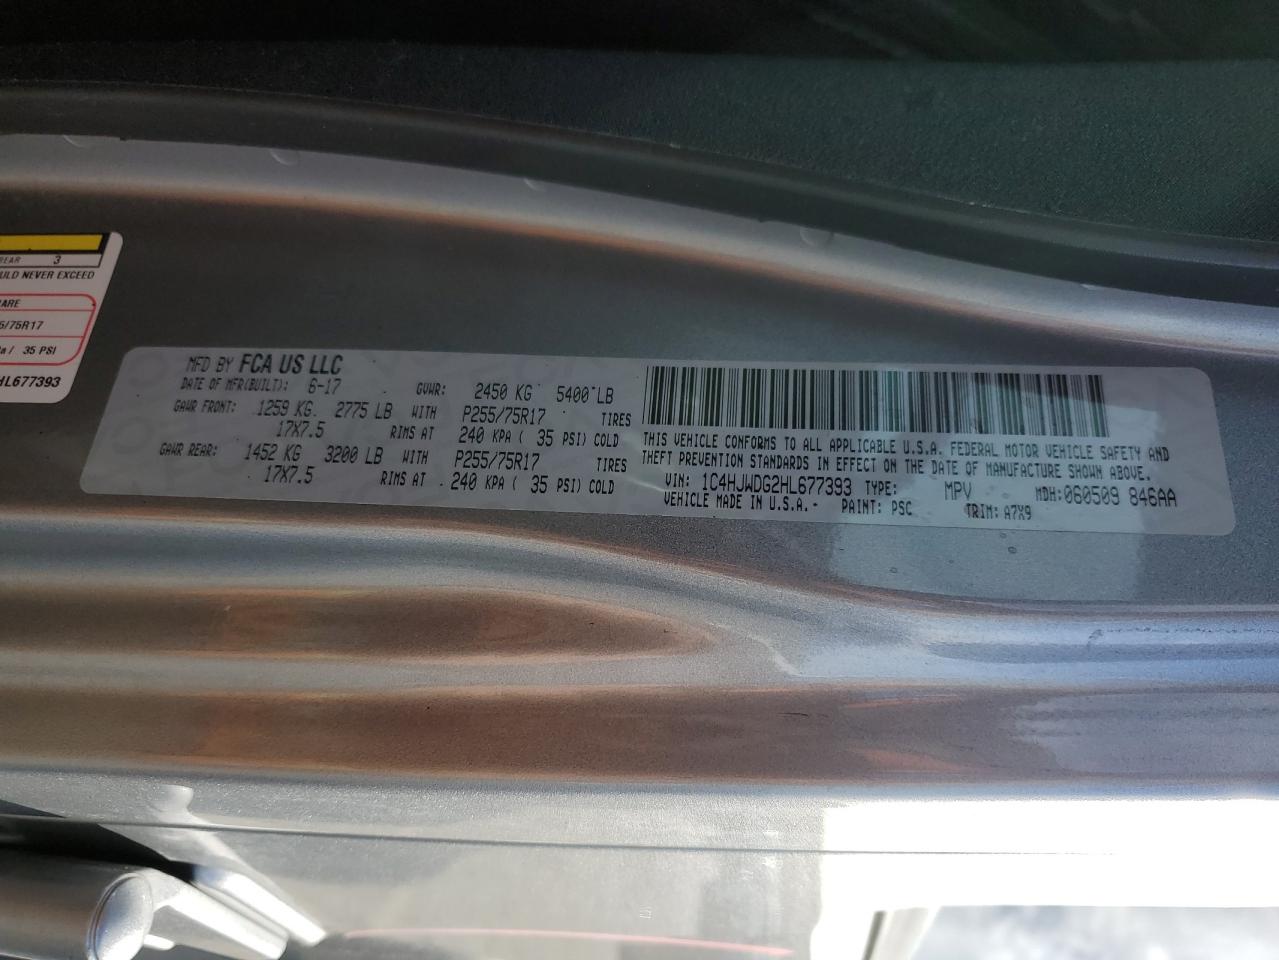 REAR 3
ULD NEVER EXCEED
5/75R17
35 PSI
HL677393
MFD BY FCA US LLC
DATE OF MFR(BUILT): 6-17 GVWR: 2450 KG 5400 LB
GAWR FRONT: 1259 KG. 2775 LB WITH P255/75R17 TIRES
17X7.5 RIMS AT 240 KPA ( 35 PSI) COLD
GAWR REAR: 1452 KG 3200 LB WITH P255/75R17 TIRES
17X7.5 RIMS AT 240 KPA ( 35 PSI) COLD
THIS VEHICLE CONFORMS TO ALL APPLICABLE U.S.A. FEDERAL MOTOR VEHICLE SAFETY AND
THEFT PREVENTION STANDARDS IN EFFECT ON THE DATE OF MANUFACTURE SHOWN ABOVE.
VIN: 1C4HJWDG2HL677393 TYPE: MPV MDH:060509 846AA
VEHICLE MADE IN U.S.A.- PAINT: PSC TRIM: A7X9